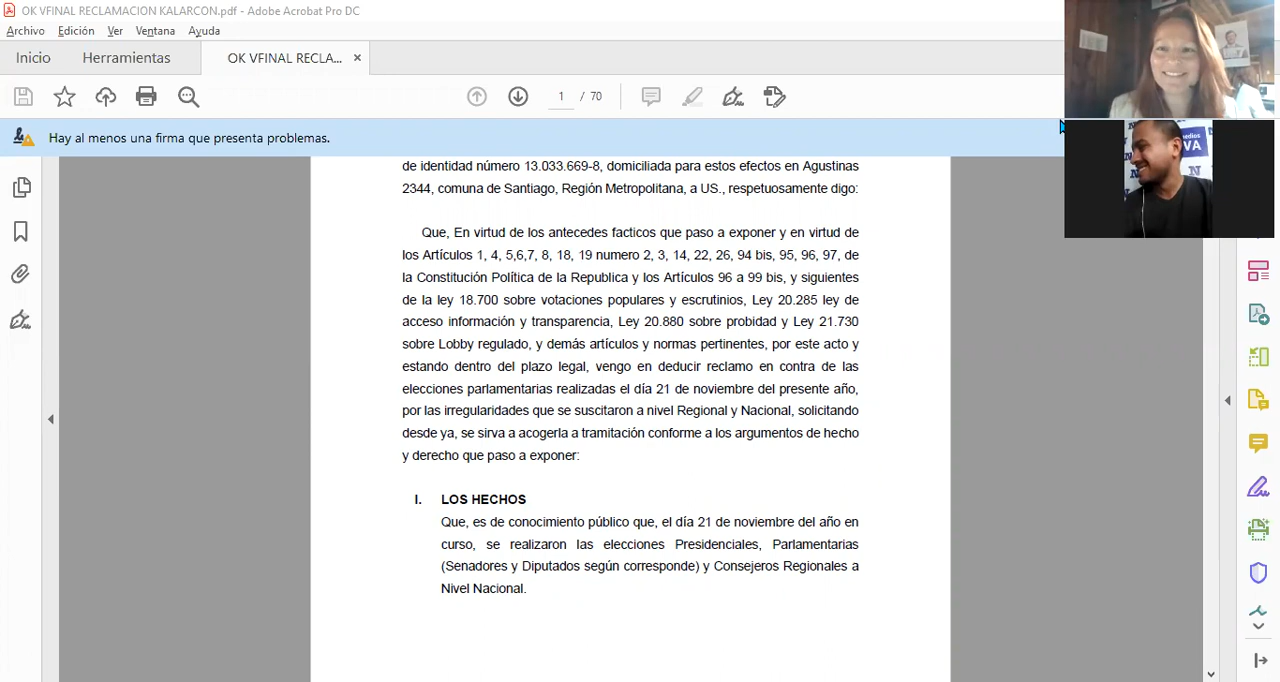 OK VFINAL RECLAMACION KALARCON.pdf - Adobe Acrobat Pro DC
Archivo Edición Ver Ventana Ayuda
Inicio Herramientas OK VFINAL RECLA... ×
1 / 70
Hay al menos una firma que presenta problemas.
de identidad número 13.033.669-8, domiciliada para estos efectos en Agustinas
2344, comuna de Santiago, Región Metropolitana, a US., respetuosamente digo:
Que, En virtud de los antecedes facticos que paso a exponer y en virtud de
los Artículos 1, 4, 5,6,7, 8, 18, 19 numero 2, 3, 14, 22, 26, 94 bis, 95, 96, 97, de
la Constitución Política de la Republica y los Artículos 96 a 99 bis, y siguientes
de la ley 18.700 sobre votaciones populares y escrutinios, Ley 20.285 ley de
acceso información y transparencia, Ley 20.880 sobre probidad y Ley 21.730
sobre Lobby regulado, y demás artículos y normas pertinentes, por este acto y
estando dentro del plazo legal, vengo en deducir reclamo en contra de las
elecciones parlamentarias realizadas el día 21 de noviembre del presente año,
por las irregularidades que se suscitaron a nivel Regional y Nacional, solicitando
desde ya, se sirva a acogerla a tramitación conforme a los argumentos de hecho
y derecho que paso a exponer:
I. LOS HECHOS
Que, es de conocimiento público que, el día 21 de noviembre del año en
curso, se realizaron las elecciones Presidenciales, Parlamentarias
(Senadores y Diputados según corresponde) y Consejeros Regionales a
Nivel Nacional.